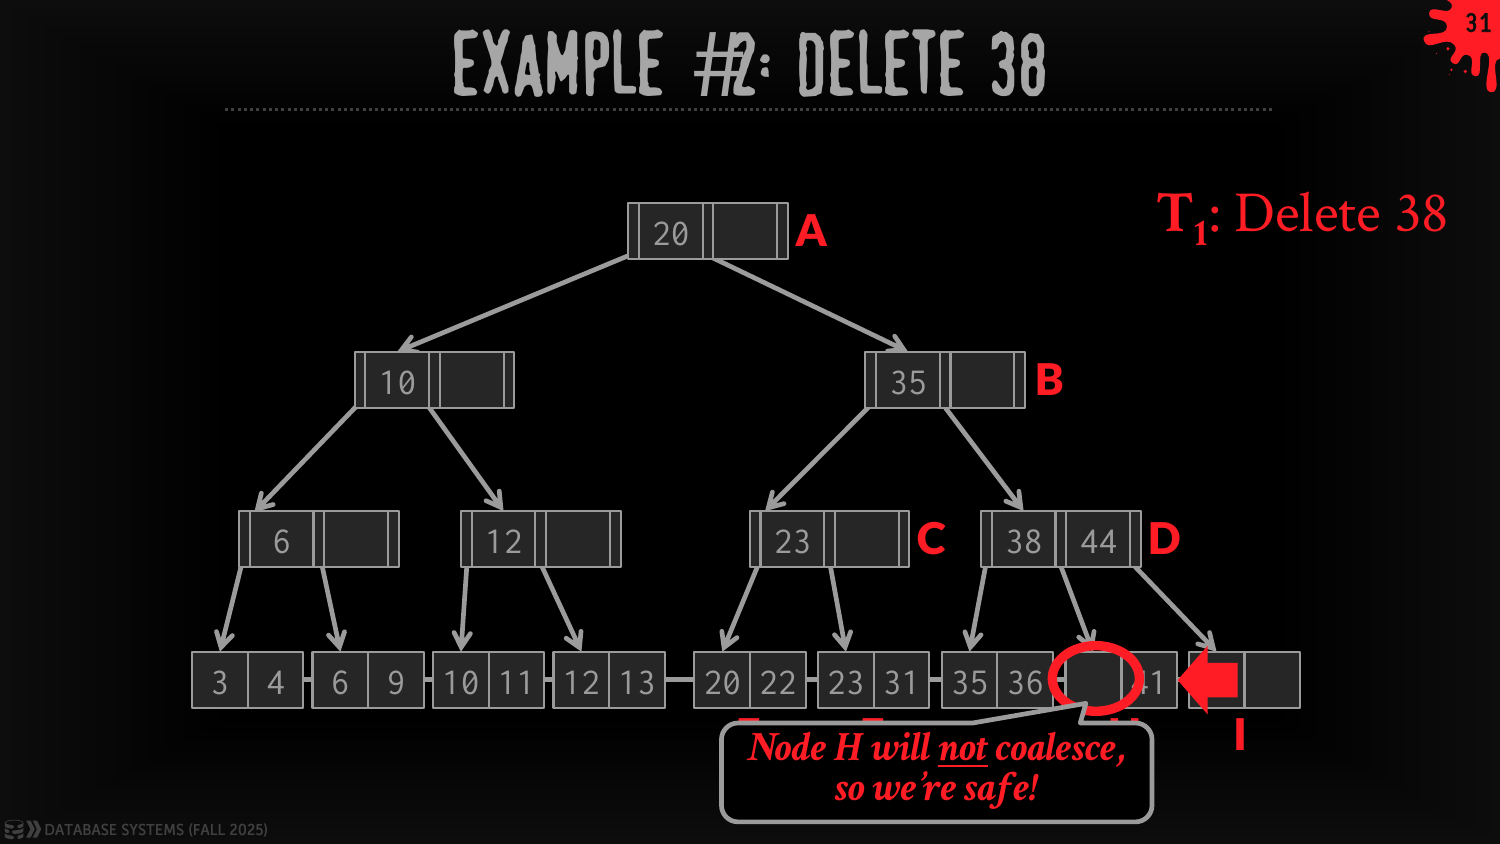 31
EXAMPLE #2: DELETE 38
T1: Delete 38
20 A
10 35 B
6 12 23 C 38 44 D
3 4 6 9 10 11 12 13 20 22 23 31 35 36 41
I
Node H will not coalesce,
so we're safe!
DATABASE SYSTEMS (FALL 2025)